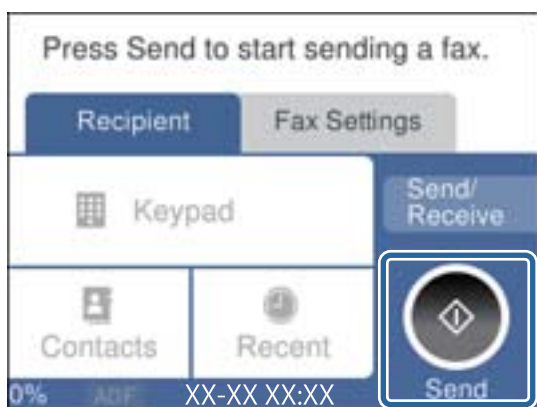 Press Send to start sending a fax.
Recipient
Fax Settings
Keypad
Send/
Receive
Contacts
Recent
Send
0%
ADF
XX-XX XX:XX